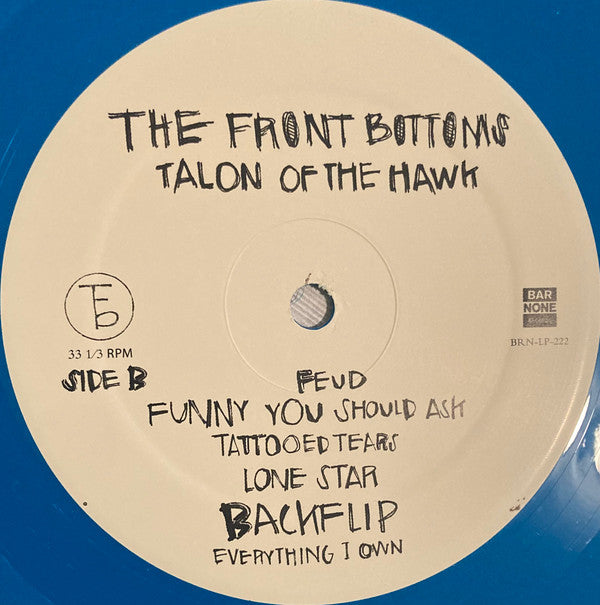 THE FRONT BOTTOMS
TALON OF THE HAWK
Fb
BAR
NONE
33 1/3 RPM
BRN-LP-222
SIDE B
FEUD
FUNNY YOU SHOULD ASK
TATTOOED TEARS
LONE STAR
BACKFLIP
EVERYTHING I OWN